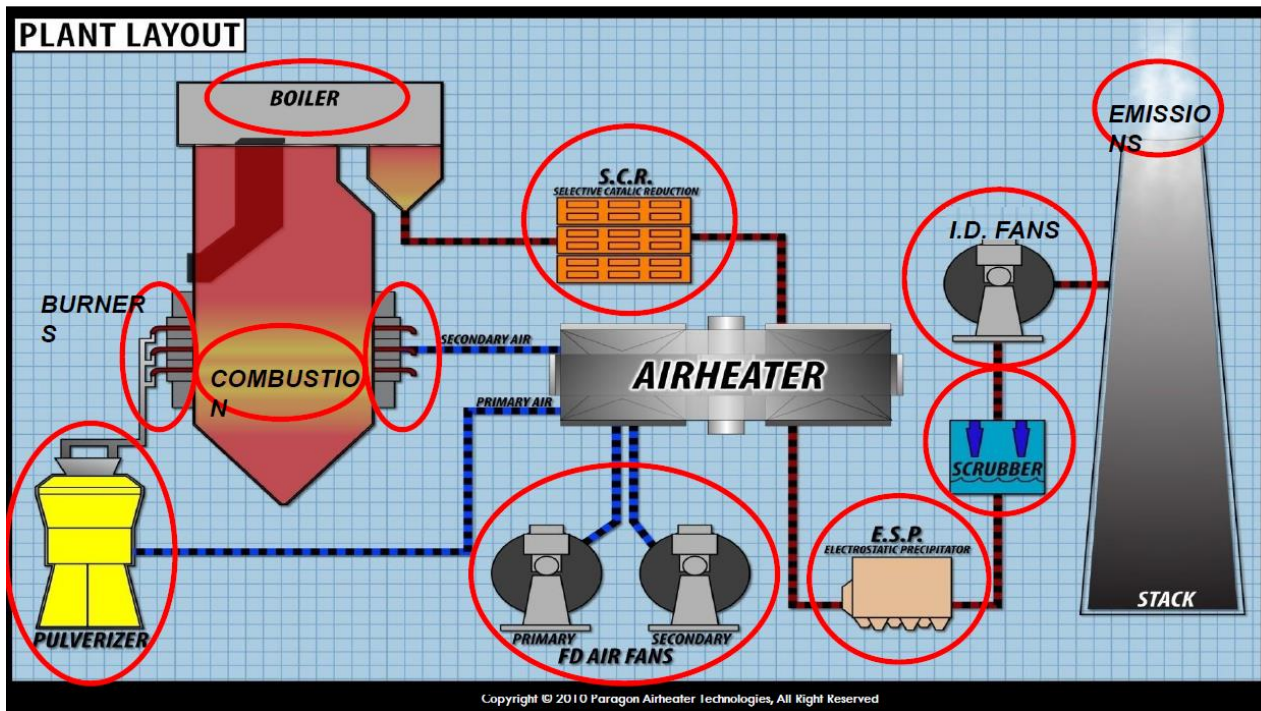 PLANT LAYOUT
BOILER
EMISSIO
NS
S.C.R.
SELECTIVE CATALIC REDUCTION
I.D. FANS
BURNER
S
SECONDARY AIR
COMBUSTIO
N
AIRHEATER
PRIMARY AIR
SCRUBBER
E.S.P.
ELECTROSTATIC PRECIPITATOR
STACK
PULVERIZER
PRIMARY
SECONDARY
FD AIR FANS
Copyright © 2010 Paragon Airheater Technologies, All Right Reserved